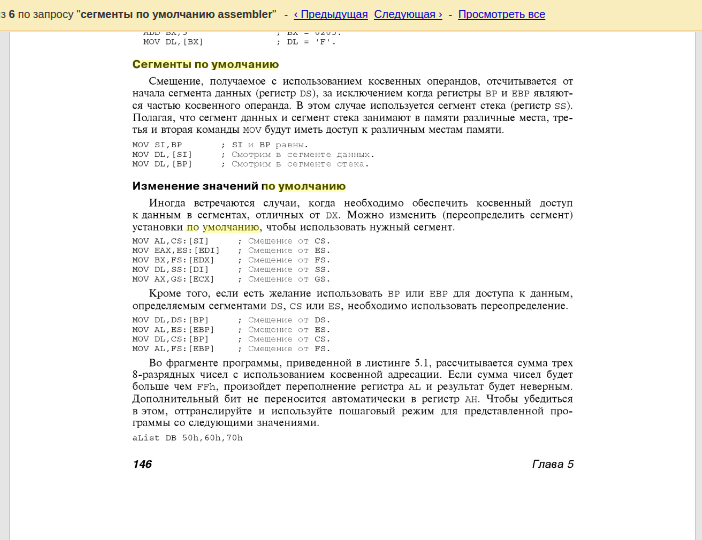 з 6 по запросу "сегменты по умолчанию assembler" - ‹ Предыдущая Следующая › - Просмотреть все
MOV DL,[BX] ; DL = 'F'.
Сегменты по умолчанию
Смещение, получаемое с использованием косвенных операндов, отсчитывается от
начала сегмента данных (регистр DS), за исключением когда регистры BP и EBP являют-
ся частью косвенного операнда. В этом случае используется сегмент стека (регистр SS).
Полагая, что сегмент данных и сегмент стека занимают в памяти различные места, тре-
тья и вторая команды MOV будут иметь доступ к различным местам памяти.
MOV SI,BP ; SI и BP равны.
MOV DL,[SI] ; Смотрим в сегменте данных.
MOV DL,[BP] ; Смотрим в сегменте стека.
Изменение значений по умолчанию
Иногда встречаются случаи, когда необходимо обеспечить косвенный доступ
к данным в сегментах, отличных от DX. Можно изменить (переопределить сегмент)
установки по умолчанию, чтобы использовать нужный сегмент.
MOV AL,CS:[SI] ; Смещение от CS.
MOV EAX,ES:[EDI] ; Смещение от ES.
MOV BX,FS:[EDX] ; Смещение от FS.
MOV DL,SS:[DI] ; Смещение от SS.
MOV AX,GS:[ECX] ; Смещение от GS.
Кроме того, если есть желание использовать BP или EBP для доступа к данным,
определяемым сегментами DS, CS или ES, необходимо использовать переопределение.
MOV DL,DS:[BP] ; Смещение от DS.
MOV AL,ES:[EBP] ; Смещение от ES.
MOV DL,CS:[BP] ; Смещение от CS.
MOV AL,FS:[EBP] ; Смещение от FS.
Во фрагменте программы, приведенной в листинге 5.1, рассчитывается сумма трех
8-разрядных чисел с использованием косвенной адресации. Если сумма чисел будет
больше чем FFh, произойдет переполнение регистра AL и результат будет неверным.
Дополнительный бит не переносится автоматически в регистр AH. Чтобы убедиться
в этом, оттранслируйте и используйте пошаговый режим для представленной про-
граммы со следующими значениями.
aList DB 50h,60h,70h
146 Глава 5